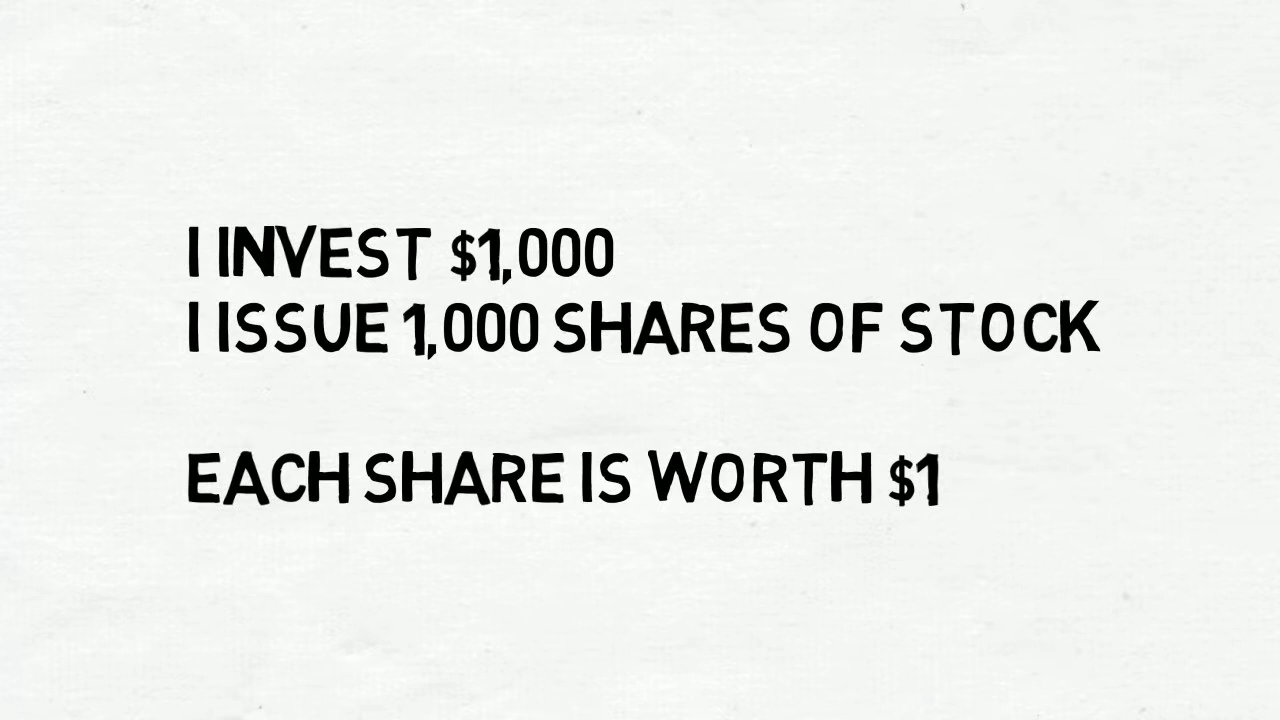 I INVEST $1,000
I ISSUE 1,000 SHARES OF STOCK
EACH SHARE IS WORTH $1